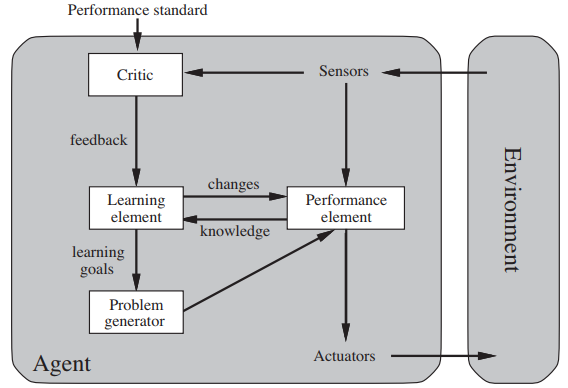 Performance standard
Critic
Sensors
feedback
changes
Learning
element
Performance
element
knowledge
learning
goals
Problem
generator
Agent
Actuators
Environment